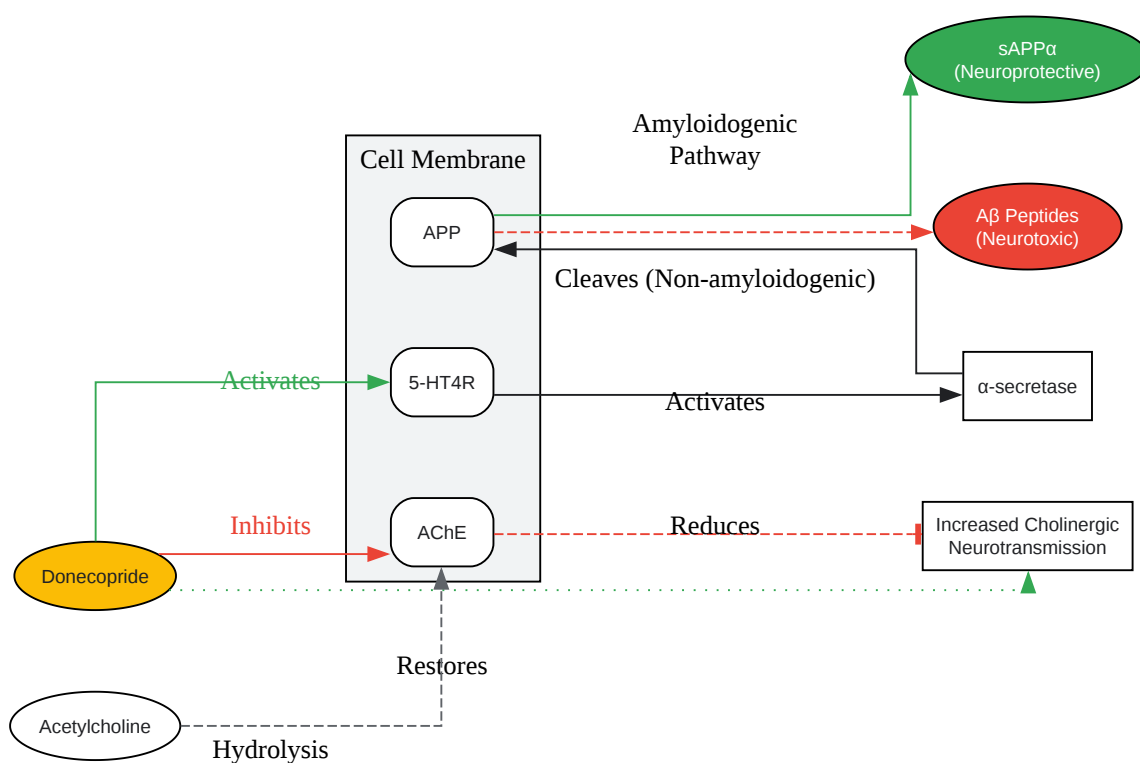 sAPPα
(Neuroprotective)
Amyloidogenic
Pathway
Cell Membrane
APP
Aβ Peptides
(Neurotoxic)
Cleaves (Non-amyloidogenic)
Activates
5-HT4R
Activates
α-secretase
Inhibits
AChE
Reduces
Increased Cholinergic
Neurotransmission
Donecopride
Restores
Acetylcholine
Hydrolysis